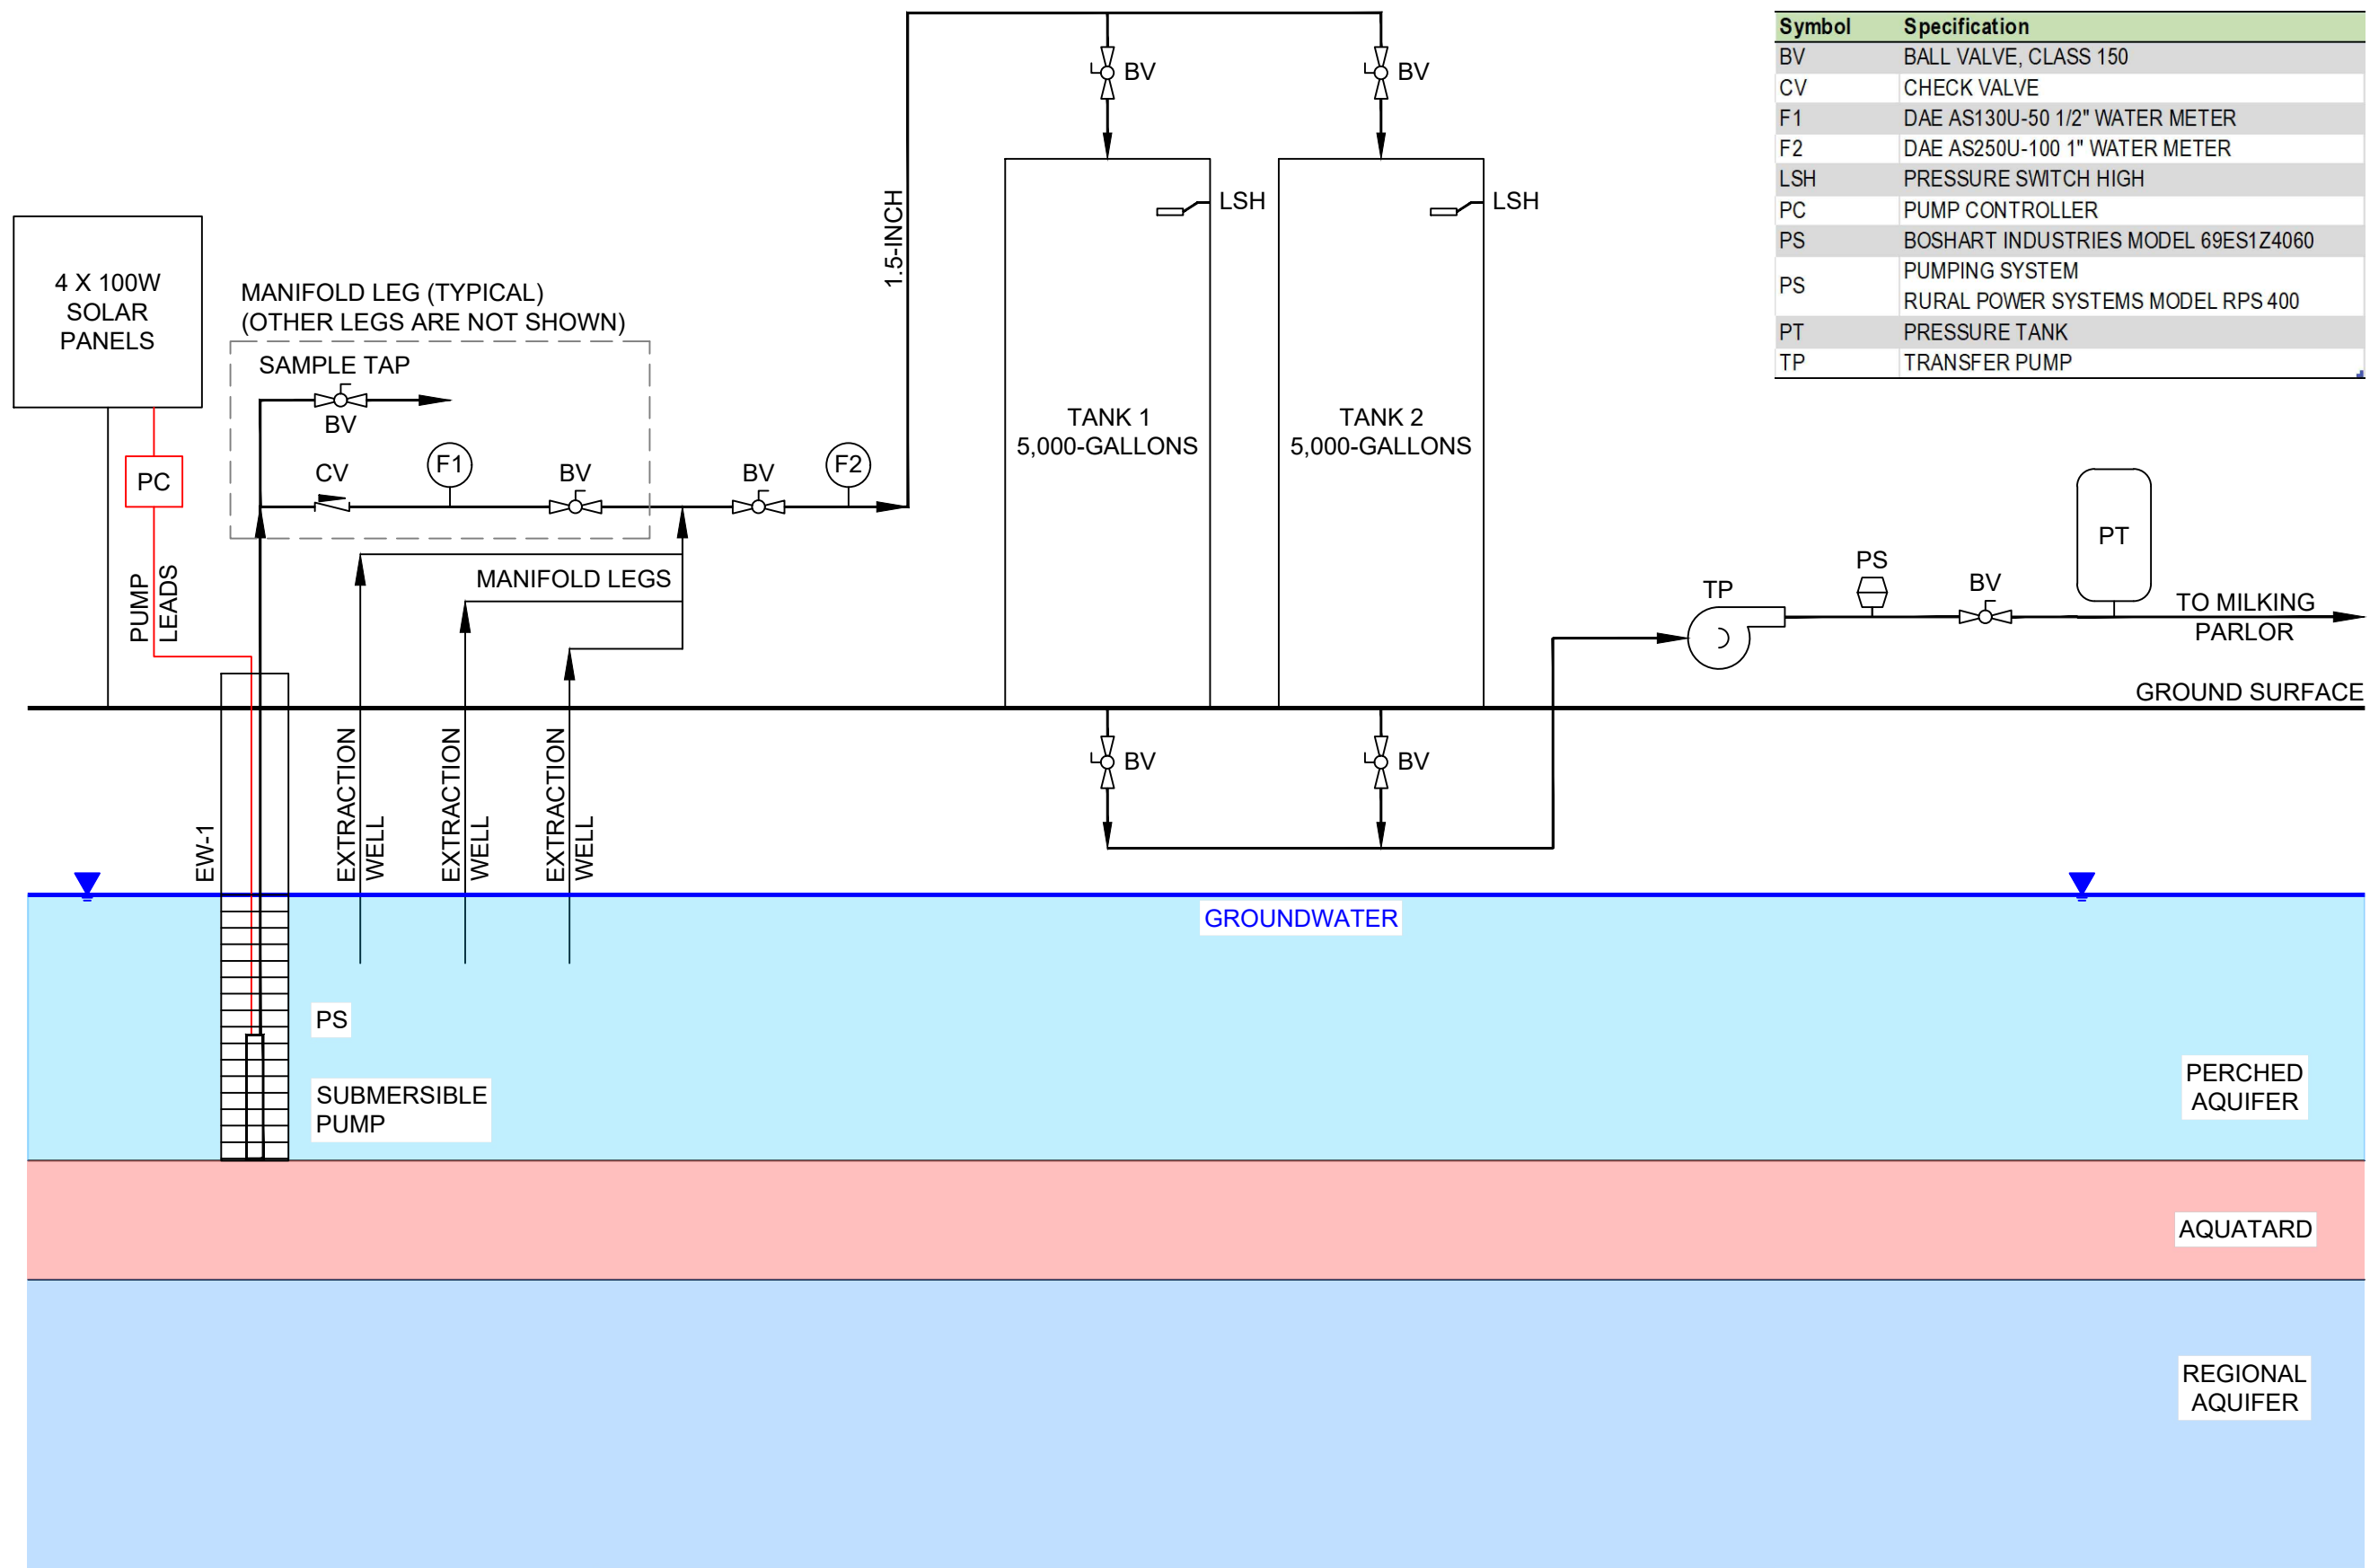 Symbol Specification
BV BALL VALVE, CLASS 150
CV CHECK VALVE
F1 DAE AS130U-50 1/2" WATER METER
F2 DAE AS250U-100 1" WATER METER
LSH PRESSURE SWITCH HIGH
PC PUMP CONTROLLER
PS BOSHART INDUSTRIES MODEL 69ES1Z4060
PS PUMPING SYSTEM
RURAL POWER SYSTEMS MODEL RPS 400
PT PRESSURE TANK
TP TRANSFER PUMP
BV
BV
LSH
LSH
1.5-INCH
4 X 100W
SOLAR
PANELS
MANIFOLD LEG (TYPICAL)
(OTHER LEGS ARE NOT SHOWN)
SAMPLE TAP
BV
CV
F1
BV
BV
F2
PC
TANK 1
5,000-GALLONS
TANK 2
5,000-GALLONS
PUMP
LEADS
MANIFOLD LEGS
TP
PS
BV
PT
TO MILKING
PARLOR
GROUND SURFACE
EW-1
EXTRACTION
WELL
EXTRACTION
WELL
EXTRACTION
WELL
BV
BV
GROUNDWATER
PS
SUBMERSIBLE
PUMP
PERCHED
AQUIFER
AQUATARD
REGIONAL
AQUIFER